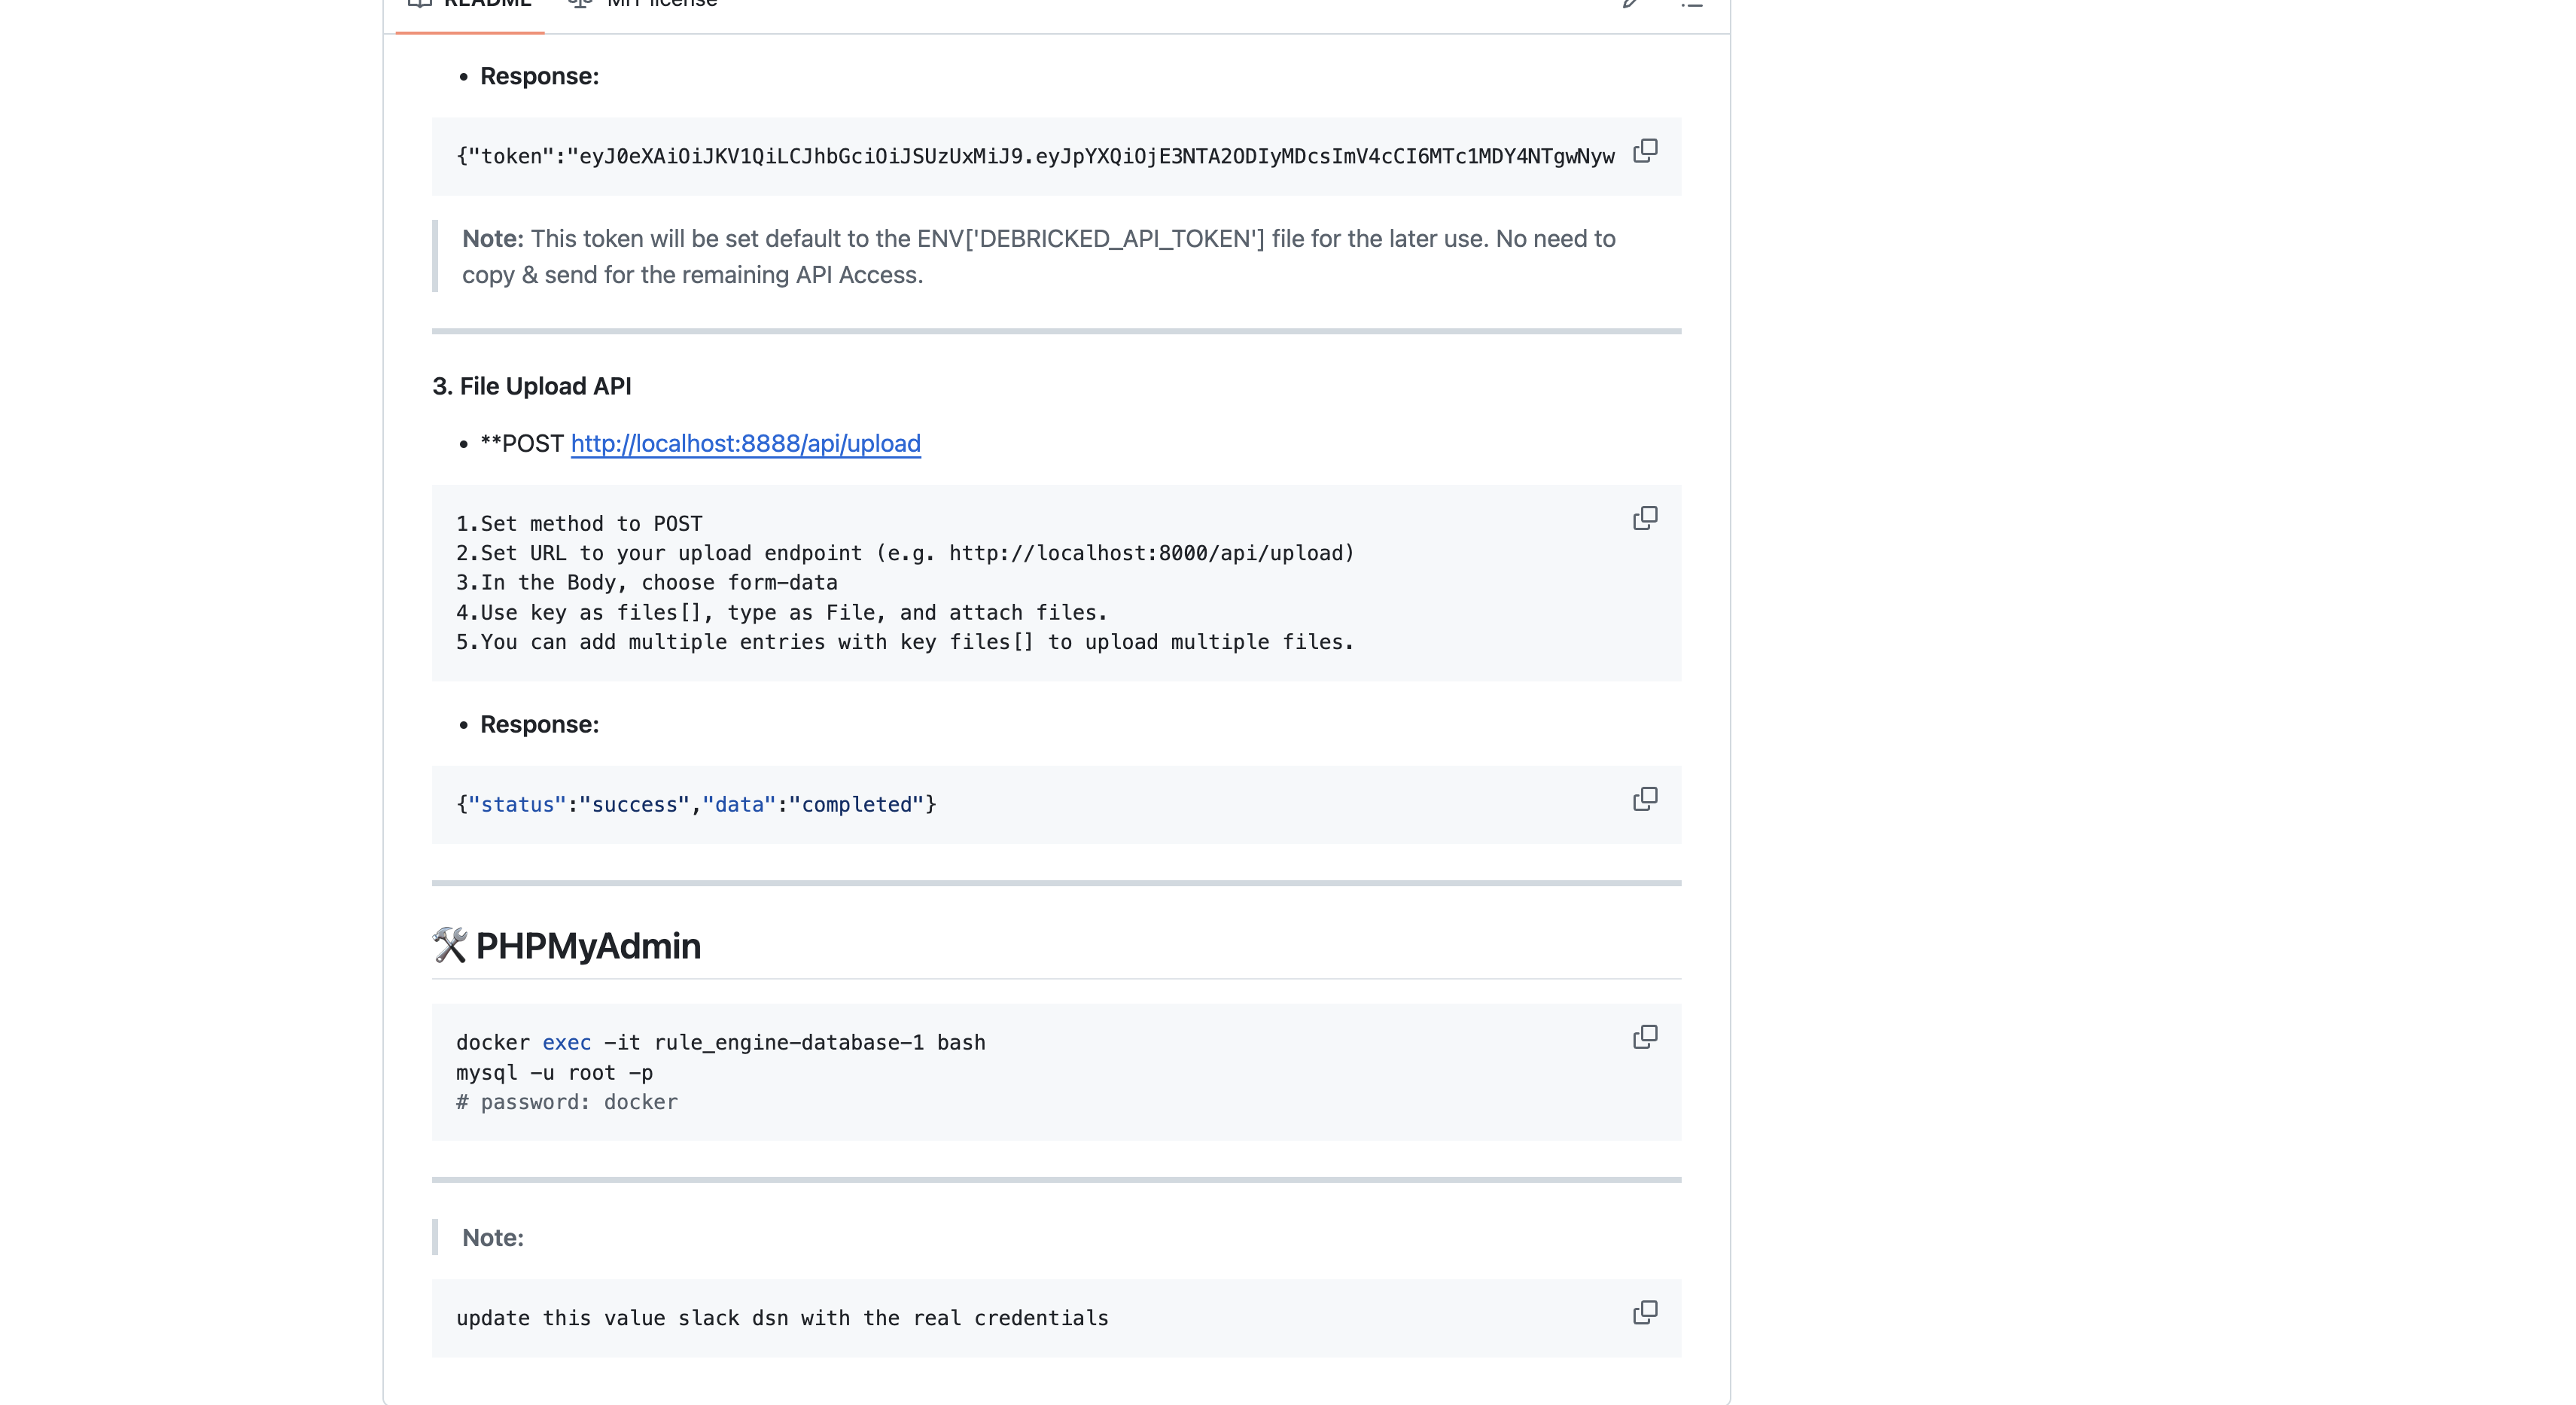 README MIT license
• Response:
{"token":"eyJ0eXAiOiJKV1QiLCJhbGciOiJSUzUxMiJ9.eyJpYXQiOjE3NTA2ODIyMDcsImV4cCI6MTc1MDY4NTgwNyw
Note: This token will be set default to the ENV['DEBRICKED_API_TOKEN'] file for the later use. No need to
copy & send for the remaining API Access.
3. File Upload API
• **POST http://localhost:8888/api/upload
1.Set method to POST
2.Set URL to your upload endpoint (e.g. http://localhost:8000/api/upload)
3.In the Body, choose form-data
4.Use key as files[], type as File, and attach files.
5.You can add multiple entries with key files[] to upload multiple files.
• Response:
{"status":"success","data":"completed"}
🛠 PHPMyAdmin
docker exec -it rule_engine-database-1 bash
mysql -u root -p
# password: docker
Note:
update this value slack dsn with the real credentials